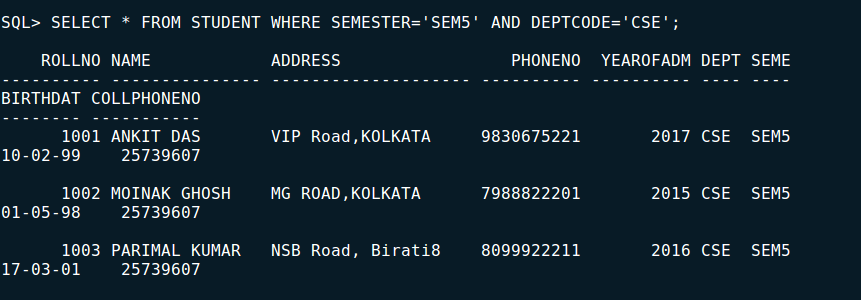 SQL> SELECT * FROM STUDENT WHERE SEMESTER='SEM5' AND DEPTCODE='CSE';
    ROLLNO NAME            ADDRESS                 PHONENO  YEAROFADM DEPT SEME
---------- --------------- -------------------- ---------- ---------- ---- ----
BIRTHDAT COLLPHONENO
-------- -----------
      1001 ANKIT DAS       VIP Road,KOLKATA     9830675221       2017 CSE  SEM5
10-02-99    25739607
      1002 MOINAK GHOSH    MG ROAD,KOLKATA      7988822201       2015 CSE  SEM5
01-05-98    25739607
      1003 PARIMAL KUMAR   NSB Road, Birati8    8099922211       2016 CSE  SEM5
17-03-01    25739607